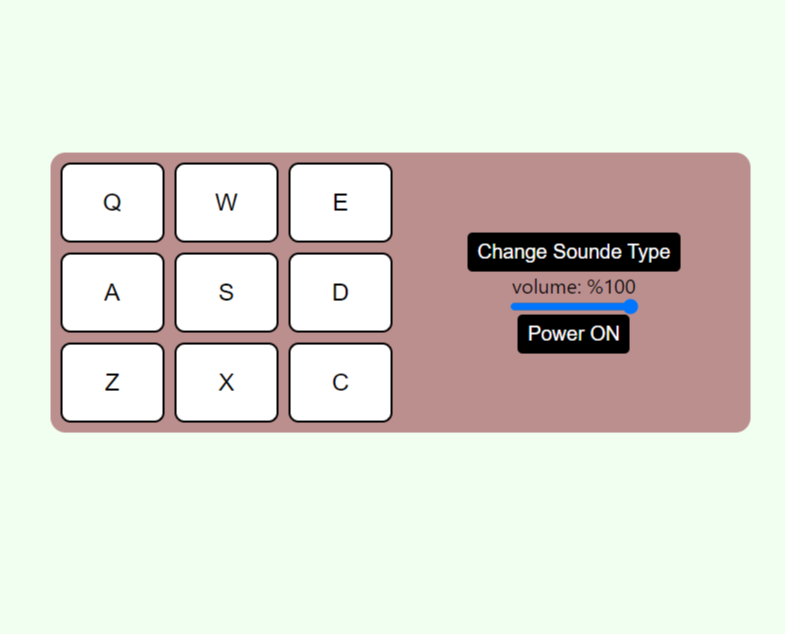 Q W E
A S D
Z X C
Change Sounde Type
volume: %100
Power ON